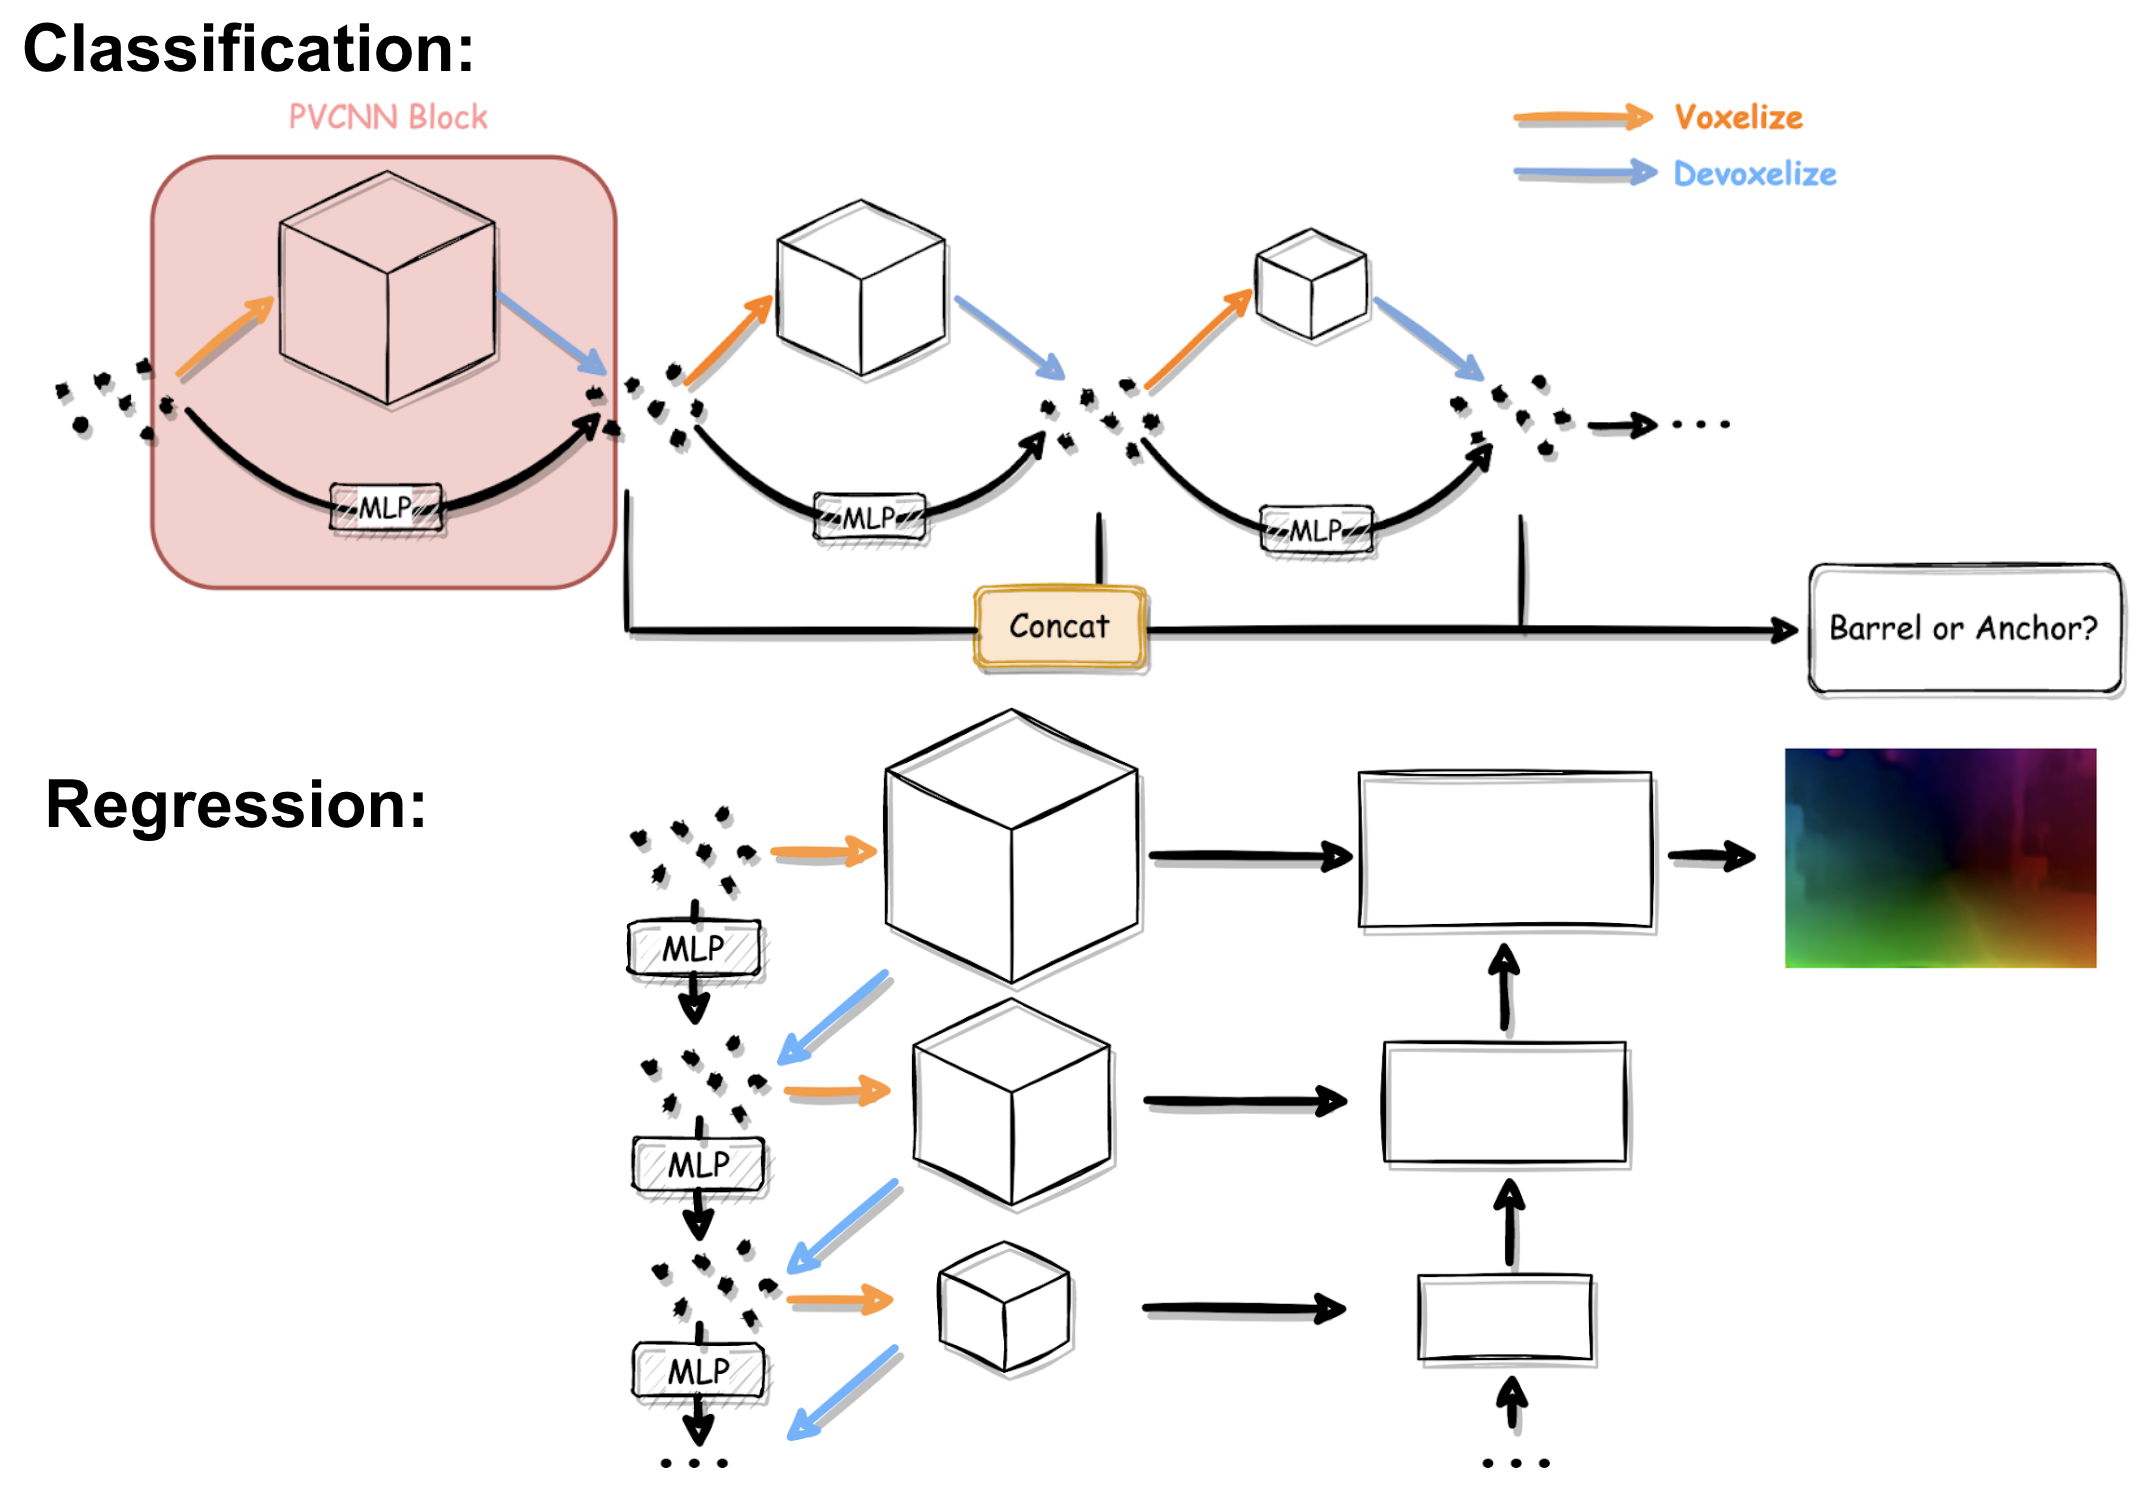 Classification:
PVCNN Block
Voxelize
Devoxelize
MLP
MLP
MLP
...
Concat
Barrel or Anchor?
Regression:
MLP
MLP
MLP
...
...